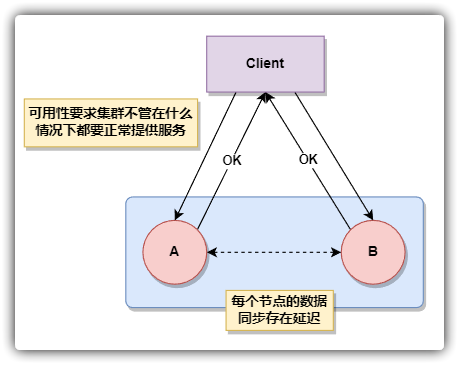 Client
可用性要求集群不管在什么
情况下都要正常提供服务
OK
OK
A
B
每个节点的数据
同步存在延迟